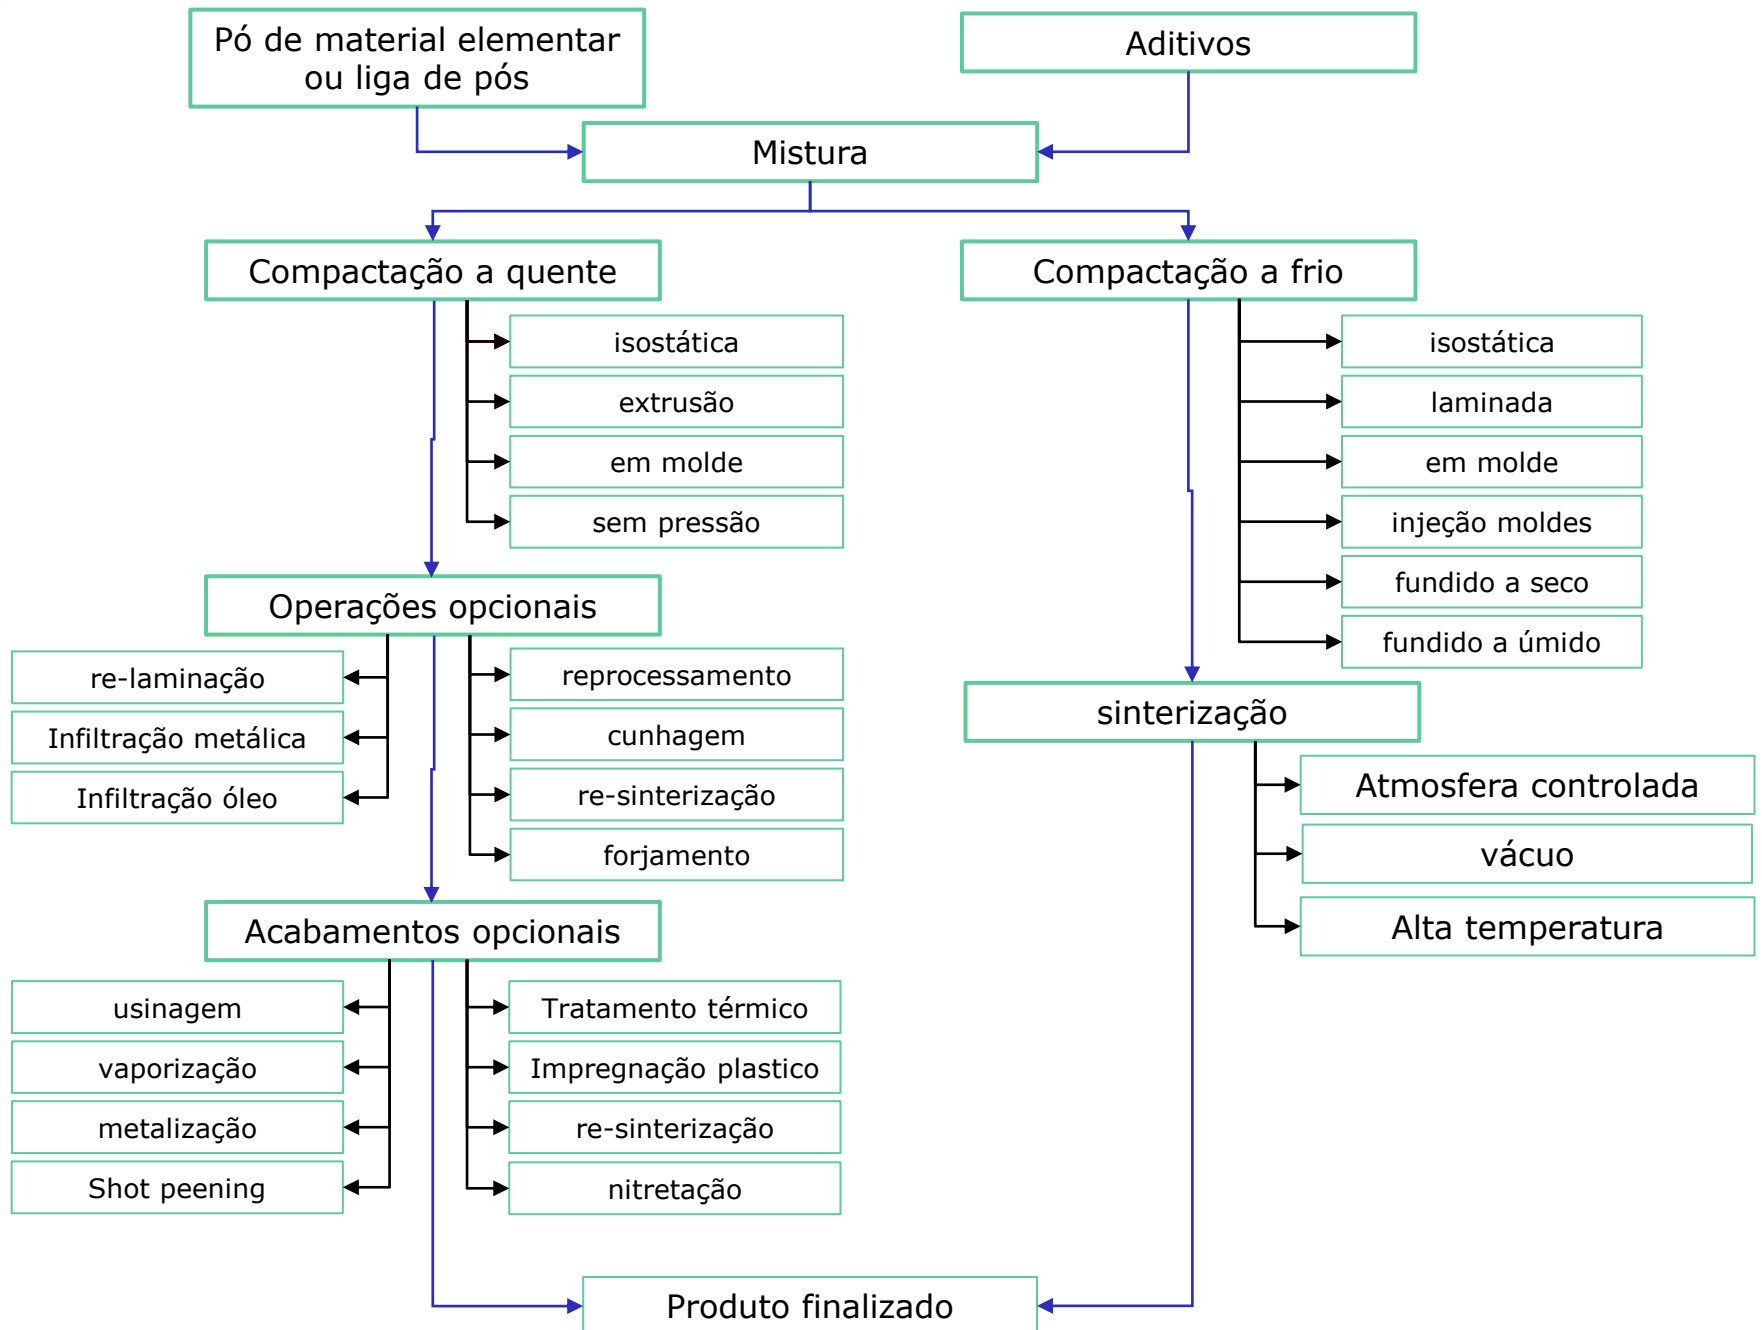 Pó de material elementar
ou liga de pós
Aditivos
Mistura
Compactação a quente
isostática
extrusão
em molde
sem pressão
Compactação a frio
isostática
laminada
em molde
injeção moldes
fundido a seco
fundido a úmido
Operações opcionais
re-laminação
Infiltração metálica
Infiltração óleo
reprocessamento
cunhagem
re-sinterização
forjamento
sinterização
Atmosfera controlada
vácuo
Alta temperatura
Acabamentos opcionais
usinagem
vaporização
metalização
Shot peening
Tratamento térmico
Impregnação plastico
re-sinterização
nitretação
Produto finalizado